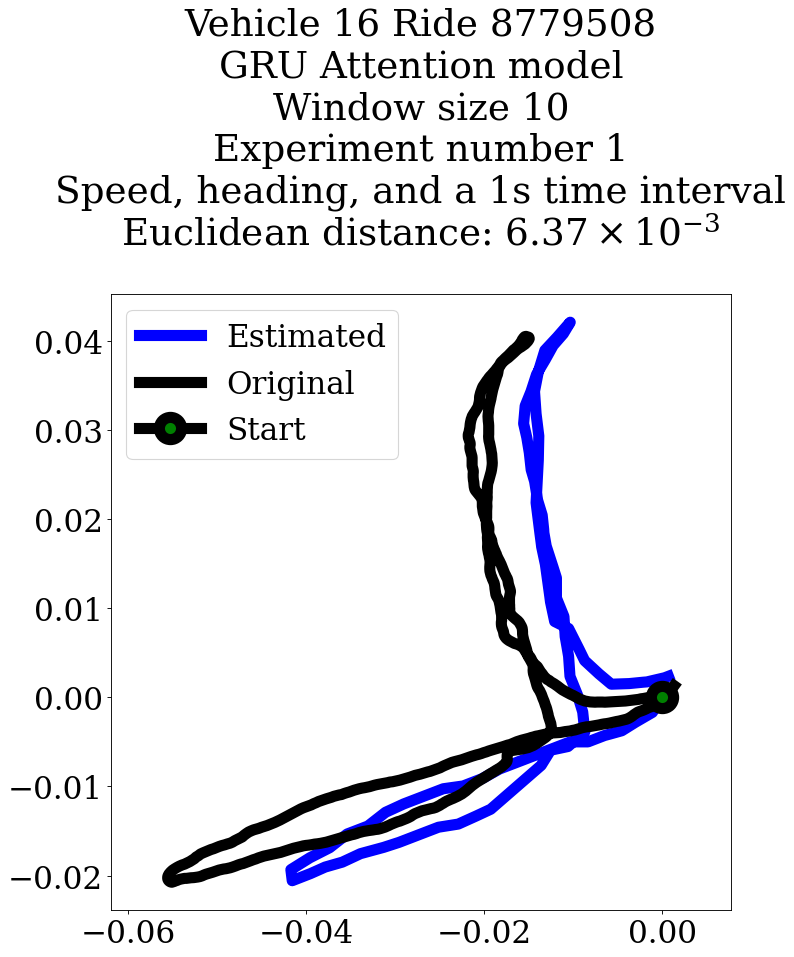 Vehicle 16 Ride 8779508
GRU Attention model
Window size 10
Experiment number 1
Speed, heading, and a 1s time interval
Euclidean distance: 6.37 × 10⁻³
Estimated
Original
Start
0.04
0.03
0.02
0.01
0.00
−0.01
−0.02
−0.06
−0.04
−0.02
0.00